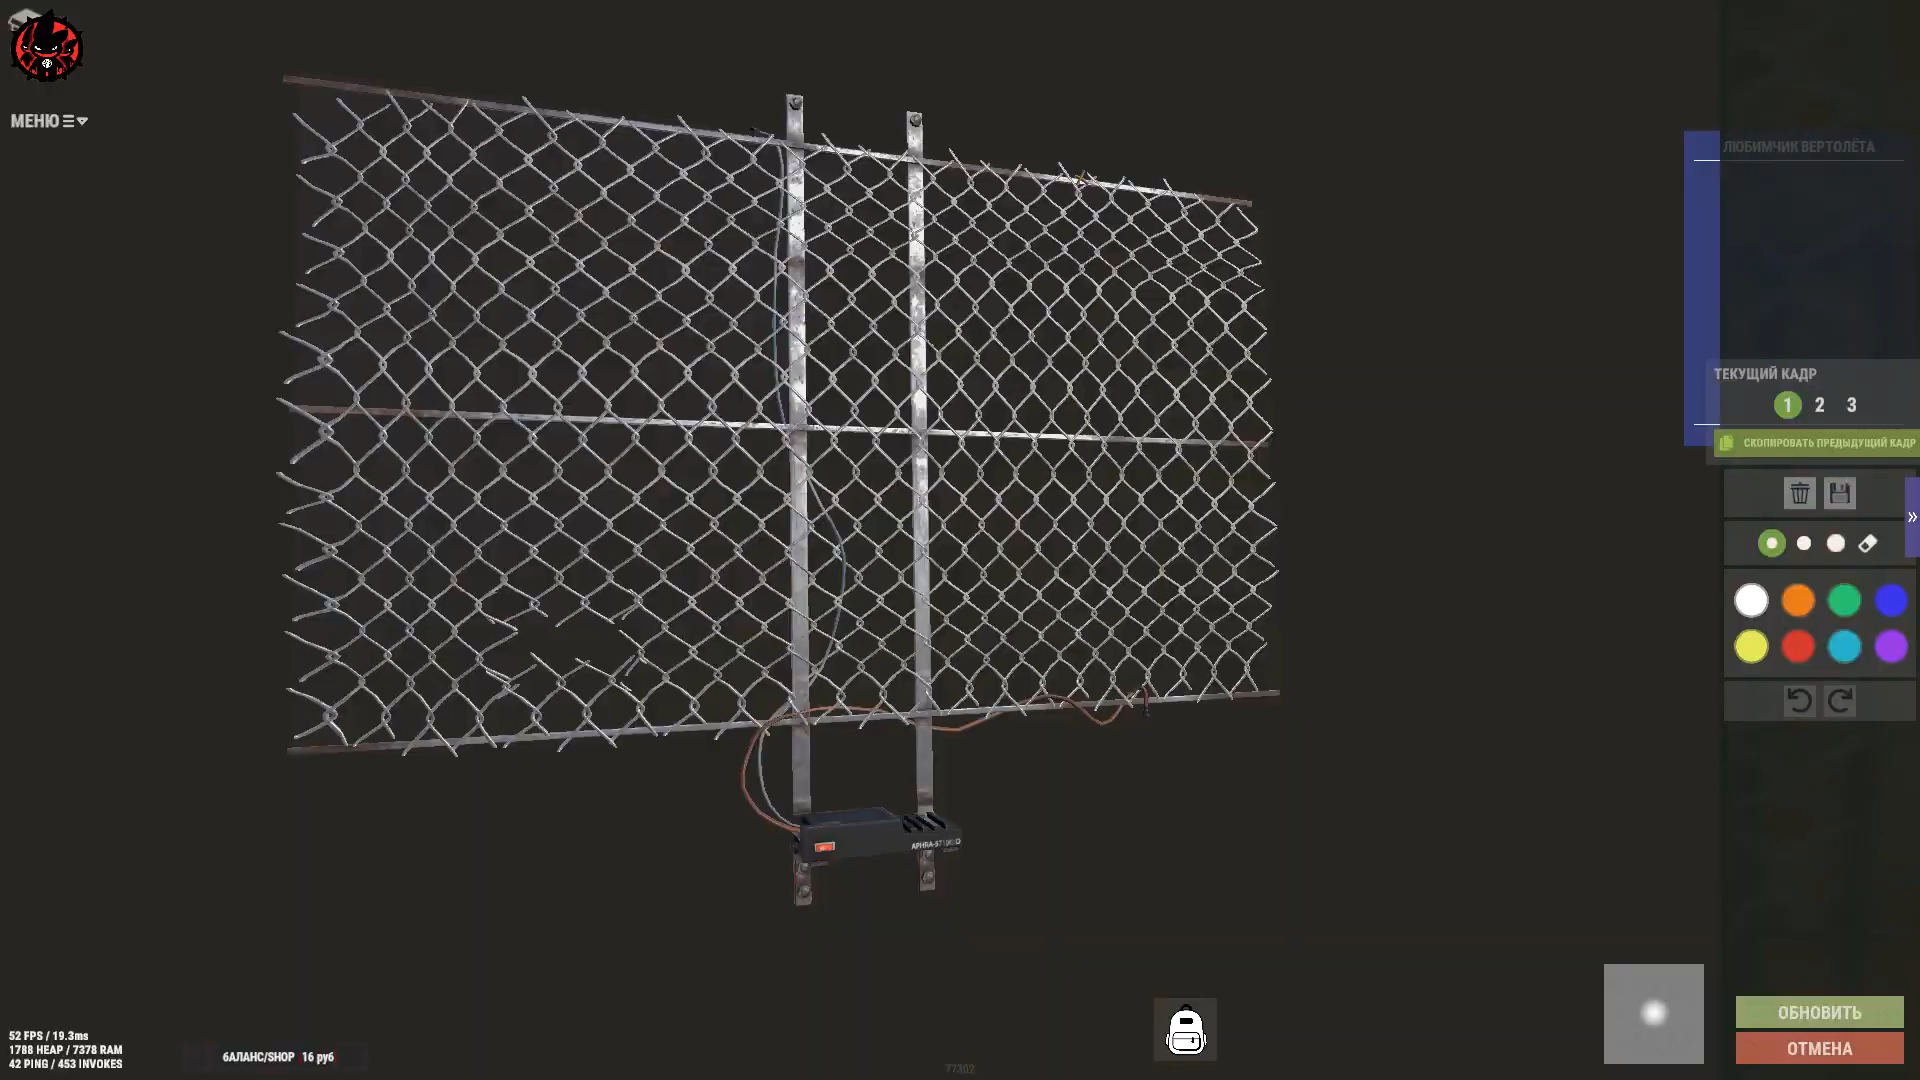 МЕНЮ
ЛЮБИМЧИК ВЕРТОЛЁТА
ТЕКУЩИЙ КАДР
1 2 3
СКОПИРОВАТЬ ПРЕДЫДУЩИЙ КАДР
»
ОБНОВИТЬ
ОТМЕНА
52 FPS / 19.3ms
1788 HEAP / 7378 RAM
42 PING / 453 INVOKES
БАЛАНС/SHOP 16 руб
77302